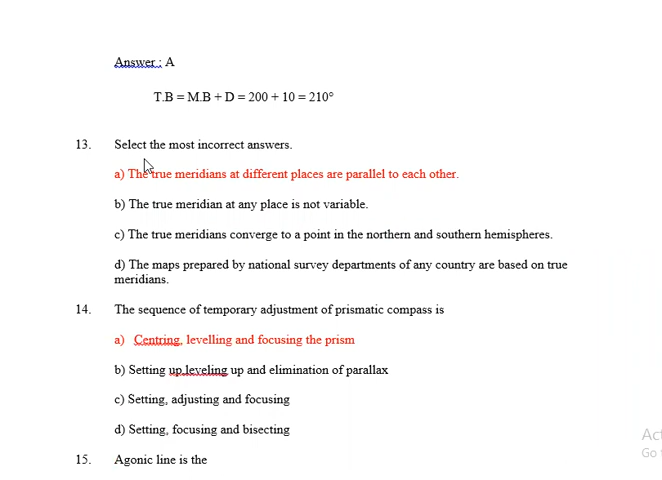 Answer : A
T.B = M.B + D = 200 + 10 = 210°
13. Select the most incorrect answers.
a) The true meridians at different places are parallel to each other.
b) The true meridian at any place is not variable.
c) The true meridians converge to a point in the northern and southern hemispheres.
d) The maps prepared by national survey departments of any country are based on true
meridians.
14. The sequence of temporary adjustment of prismatic compass is
a) Centring, levelling and focusing the prism
b) Setting up,leveling up and elimination of parallax
c) Setting, adjusting and focusing
d) Setting, focusing and bisecting
15. Agonic line is the